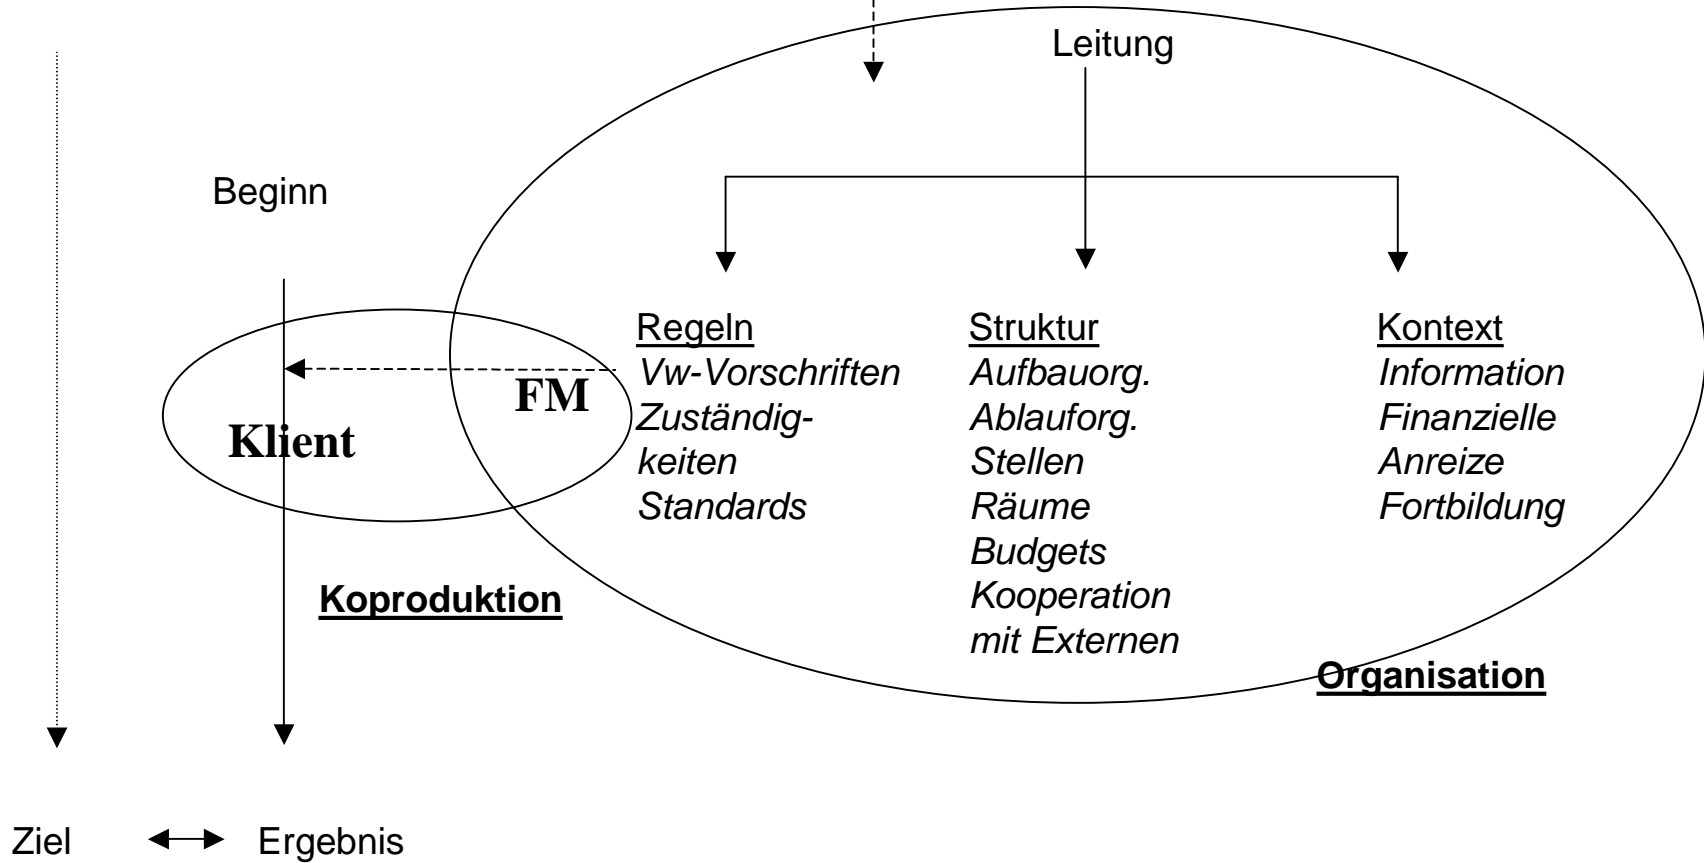 Leitung
Beginn
Regeln
Vw-Vorschriften
Zuständig-
keiten
Standards
Struktur
Aufbauorg.
Ablauforg.
Stellen
Räume
Budgets
Kooperation
mit Externen
Kontext
Information
Finanzielle
Anreize
Fortbildung
FM
Klient
Koproduktion
Organisation
Ziel
Ergebnis